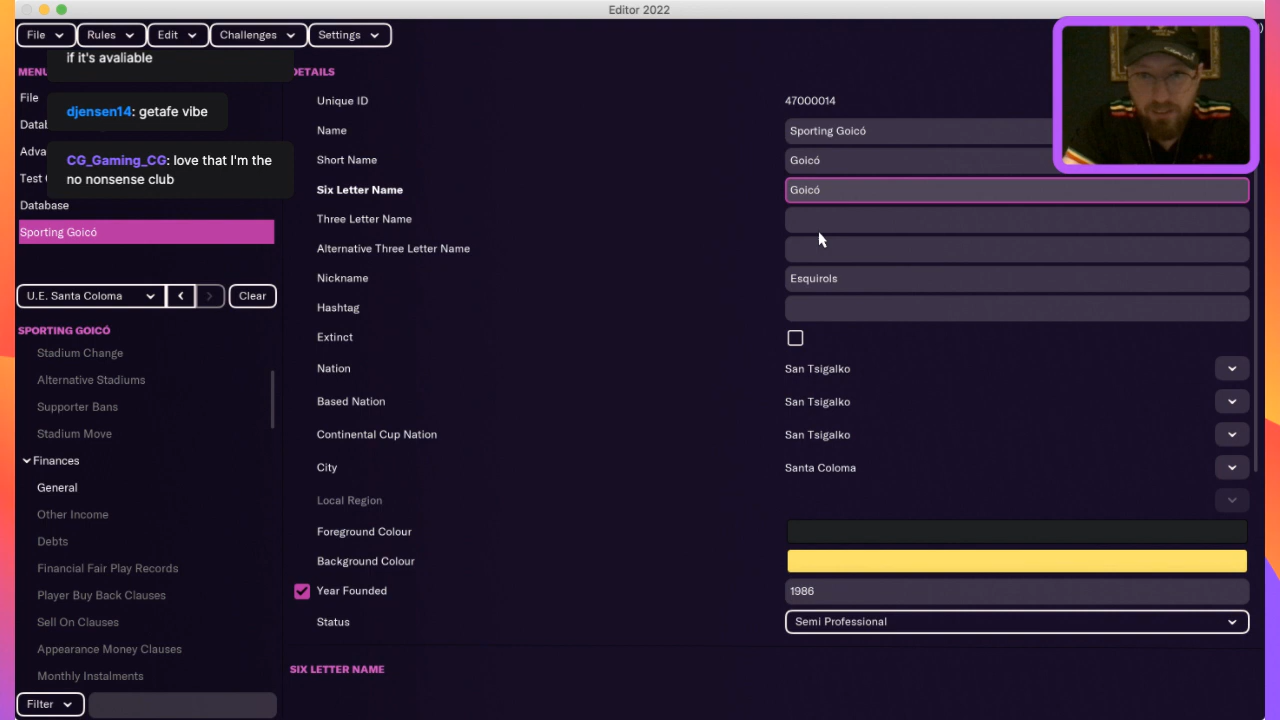 Editor 2022
File
Rules
Edit
Challenges
Settings
if it's avaliable
djensen14: getafe vibe
CG_Gaming_CG: love that I'm the
no nonsense club
MENU
File
Datab
Adva
Test
Database
Sporting Goicó
U.E. Santa Coloma
Clear
SPORTING GOICÓ
Stadium Change
Alternative Stadiums
Supporter Bans
Stadium Move
Finances
General
Other Income
Debts
Financial Fair Play Records
Player Buy Back Clauses
Sell On Clauses
Appearance Money Clauses
Monthly Instalments
Filter
DETAILS
Unique ID 47000014
Name Sporting Goicó
Short Name Goicó
Six Letter Name Goicó
Three Letter Name
Alternative Three Letter Name
Nickname Esquirols
Hashtag
Extinct
Nation San Tsigalko
Based Nation San Tsigalko
Continental Cup Nation San Tsigalko
City Santa Coloma
Local Region
Foreground Colour
Background Colour
Year Founded 1986
Status Semi Professional
SIX LETTER NAME